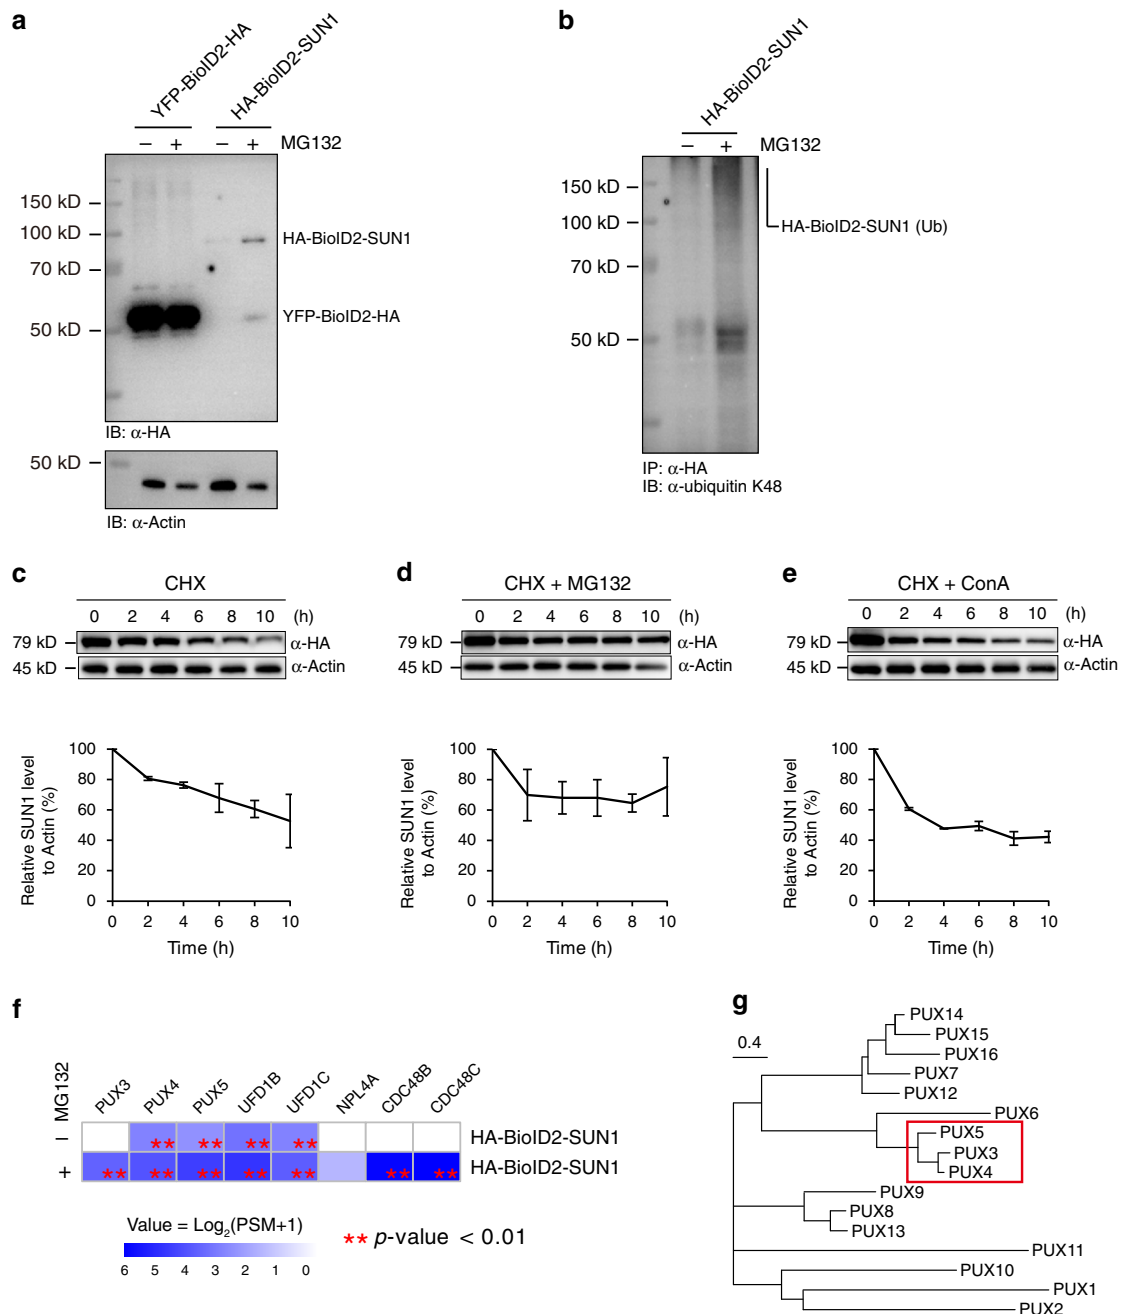 a
YFP-BioID2-HA
HA-BioID2-SUN1
− + − + MG132
150 kD
100 kD
70 kD
50 kD
HA-BioID2-SUN1
YFP-BioID2-HA
IB: α-HA
50 kD
IB: α-Actin
b
HA-BioID2-SUN1
− + MG132
150 kD
100 kD
70 kD
50 kD
HA-BioID2-SUN1 (Ub)
IP: α-HA
IB: α-ubiquitin K48
c
CHX
0 2 4 6 8 10 (h)
79 kD α-HA
45 kD α-Actin
Relative SUN1 level
to Actin (%)
100
80
60
40
20
0
0 2 4 6 8 10
Time (h)
d
CHX + MG132
0 2 4 6 8 10 (h)
79 kD α-HA
45 kD α-Actin
Relative SUN1 level
to Actin (%)
100
80
60
40
20
0
0 2 4 6 8 10
Time (h)
e
CHX + ConA
0 2 4 6 8 10 (h)
79 kD α-HA
45 kD α-Actin
Relative SUN1 level
to Actin (%)
100
80
60
40
20
0
0 2 4 6 8 10
Time (h)
f
MG132 PUX3 PUX4 PUX5 UFD1B UFD1C NPL4A CDC48B CDC48C
− ** ** ** ** HA-BioID2-SUN1
+ ** ** ** ** ** ** ** HA-BioID2-SUN1
Value = Log₂(PSM+1)
6 5 4 3 2 1 0
** p-value < 0.01
g
0.4
PUX14
PUX15
PUX16
PUX7
PUX12
PUX6
PUX5
PUX3
PUX4
PUX9
PUX8
PUX13
PUX11
PUX10
PUX1
PUX2